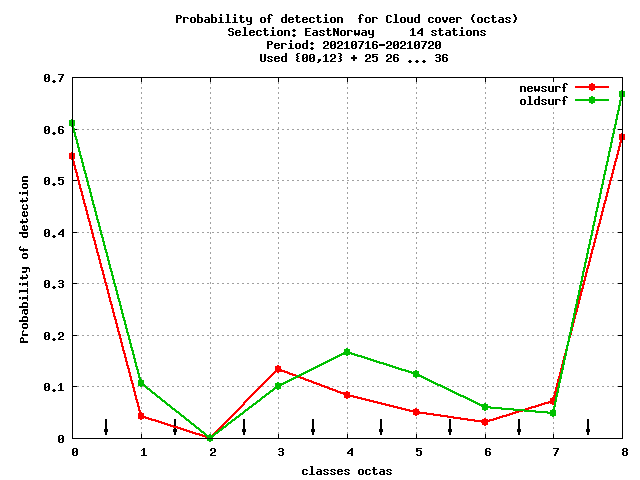 Probability of detection  for Cloud cover (octas)
Selection: EastNorway     14 stations
Period: 20210716-20210720
Used {00,12} + 25 26 ... 36
newsurf
oldsurf
Probability of detection
0.7
0.6
0.5
0.4
0.3
0.2
0.1
0
0 1 2 3 4 5 6 7 8
classes octas